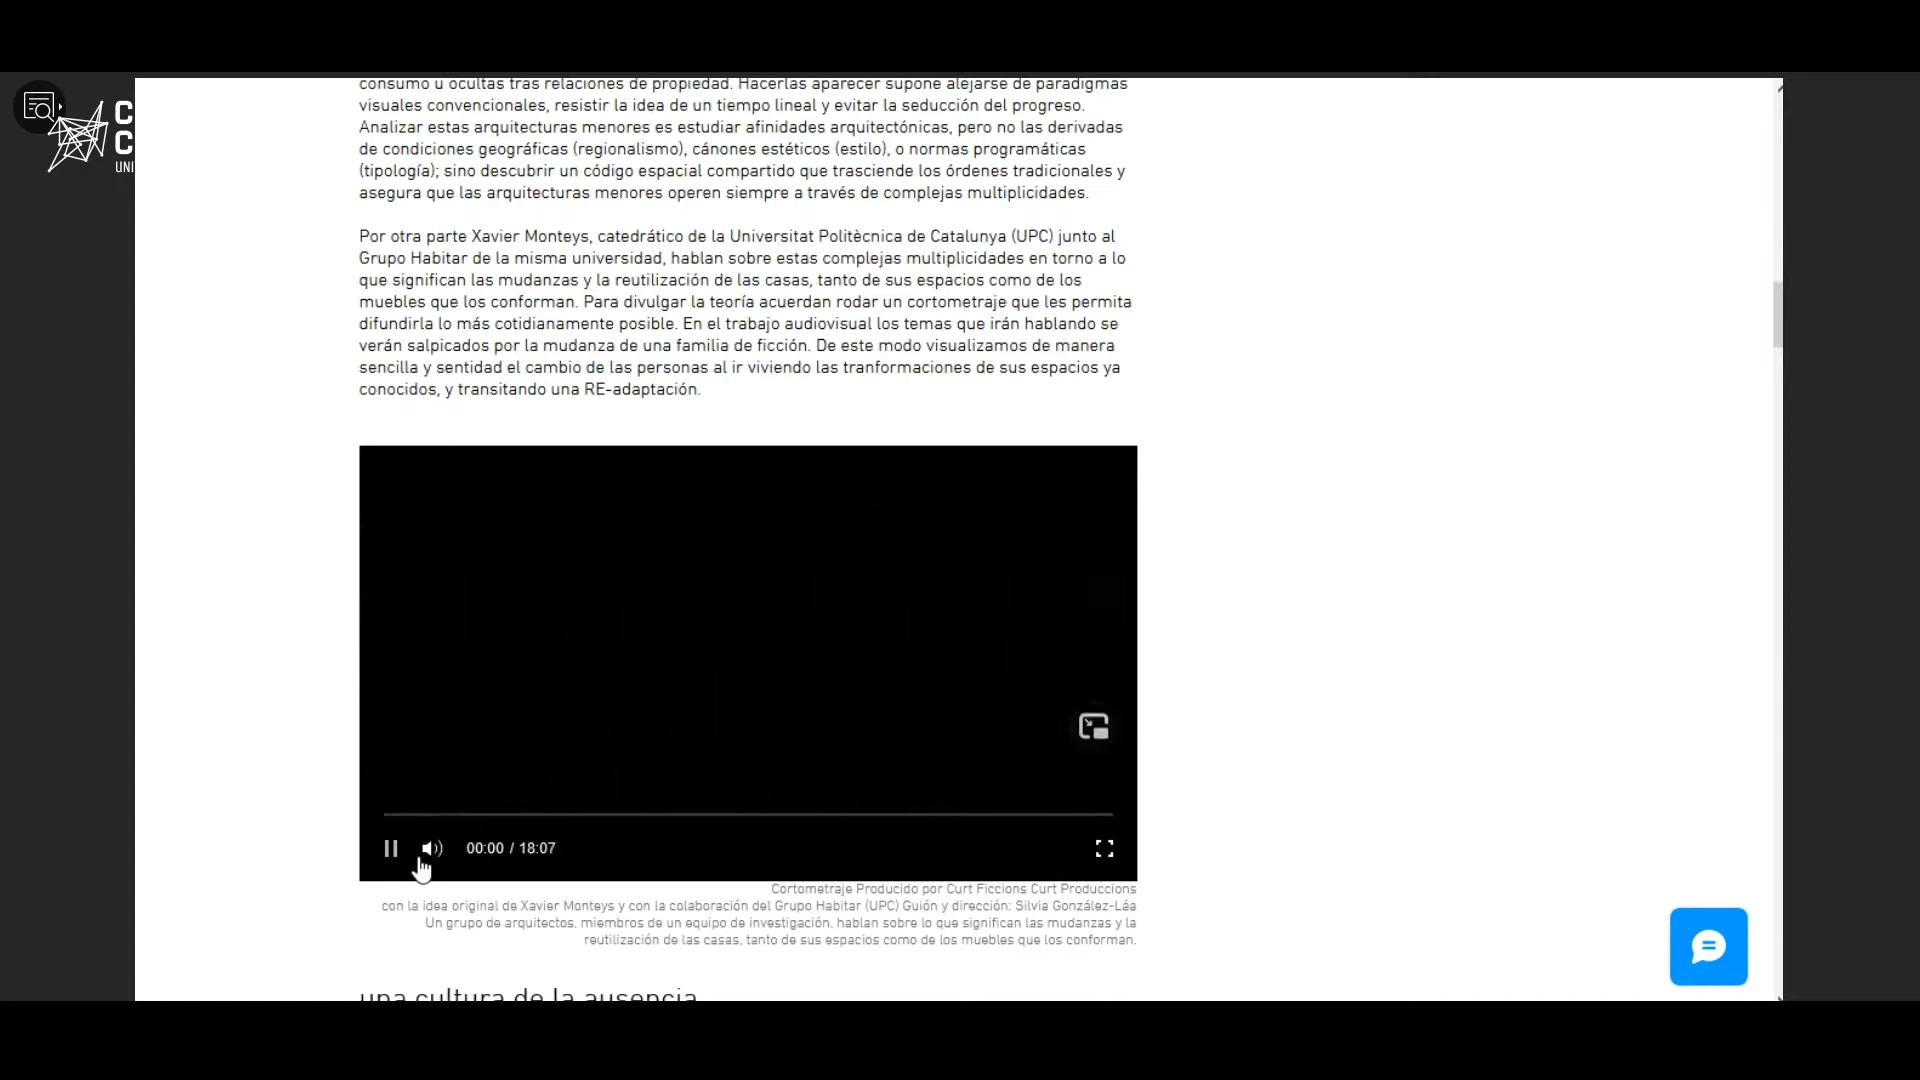 C
C
UNI
consumo u ocultas tras relaciones de propiedad. Hacerlas aparecer supone alejarse de paradigmas
visuales convencionales, resistir la idea de un tiempo lineal y evitar la seducción del progreso.
Analizar estas arquitecturas menores es estudiar afinidades arquitectónicas, pero no las derivadas
de condiciones geográficas (regionalismo), cánones estéticos (estilo), o normas programáticas
(tipología); sino descubrir un código espacial compartido que trasciende los órdenes tradicionales y
asegura que las arquitecturas menores operen siempre a través de complejas multiplicidades.
Por otra parte Xavier Monteys, catedrático de la Universitat Politècnica de Catalunya (UPC) junto al
Grupo Habitar de la misma universidad, hablan sobre estas complejas multiplicidades en torno a lo
que significan las mudanzas y la reutilización de las casas, tanto de sus espacios como de los
muebles que los conforman. Para divulgar la teoría acuerdan rodar un cortometraje que les permita
difundirla lo más cotidianamente posible. En el trabajo audiovisual los temas que irán hablando se
verán salpicados por la mudanza de una familia de ficción. De este modo visualizamos de manera
sencilla y sentidad el cambio de las personas al ir viviendo las tranformaciones de sus espacios ya
conocidos, y transitando una RE-adaptación.
00:00 / 18:07
Cortometraje Producido por Curt Ficcions Curt Produccions
con la idea original de Xavier Monteys y con la colaboración del Grupo Habitar (UPC) Guión y dirección: Silvia González-Láa
Un grupo de arquitectos, miembros de un equipo de investigación, hablan sobre lo que significan las mudanzas y la
reutilización de las casas, tanto de sus espacios como de los muebles que los conforman.
una cultura de la ausencia